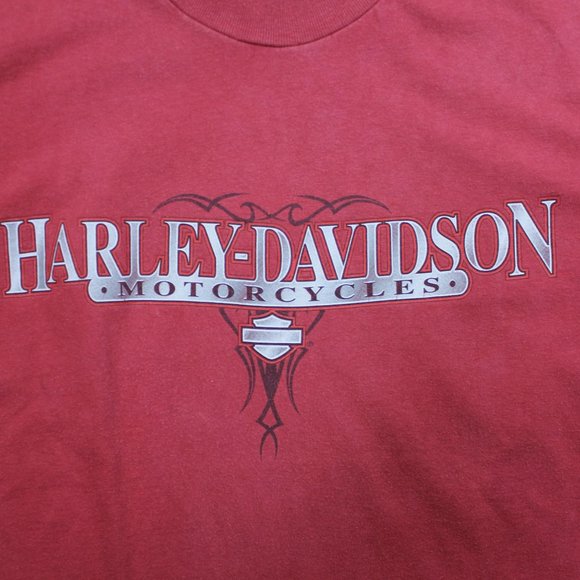 HARLEY-DAVIDSON
• MOTORCYCLES •
®